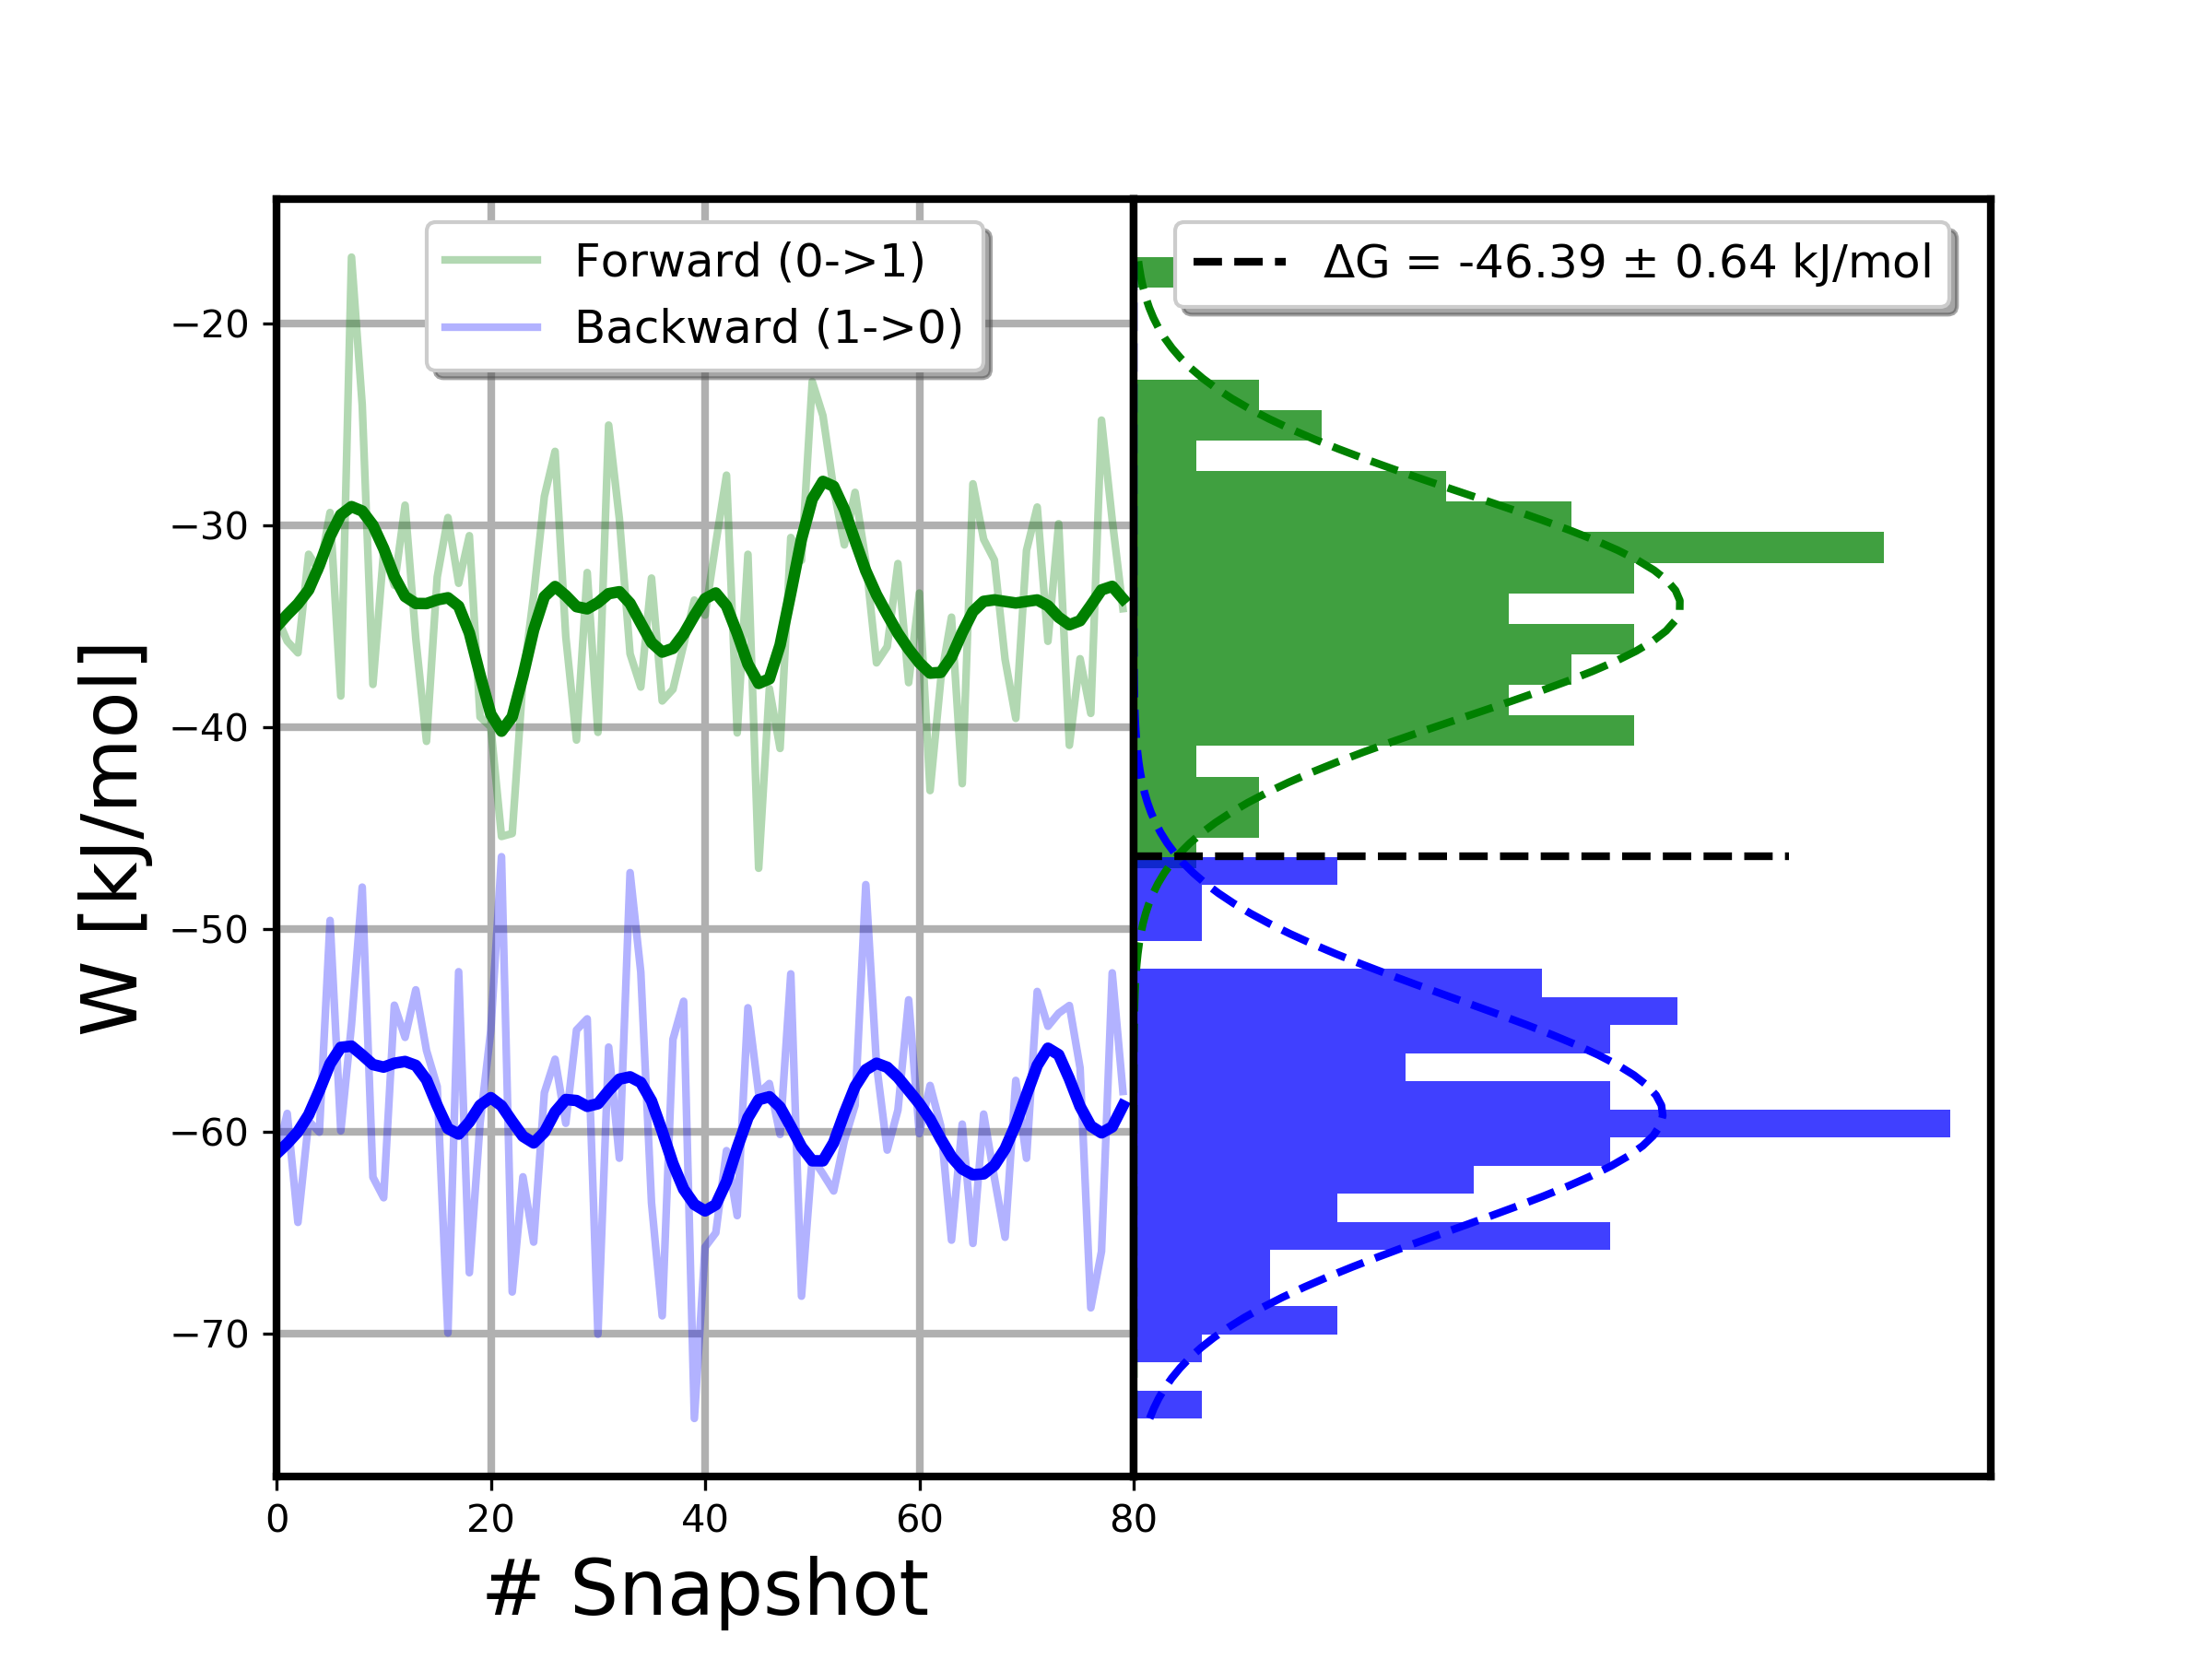 Forward (0->1)
Backward (1->0)
ΔG = -46.39 ± 0.64 kJ/mol
W [kJ/mol]
−20
−30
−40
−50
−60
−70
0 20 40 60 80
# Snapshot